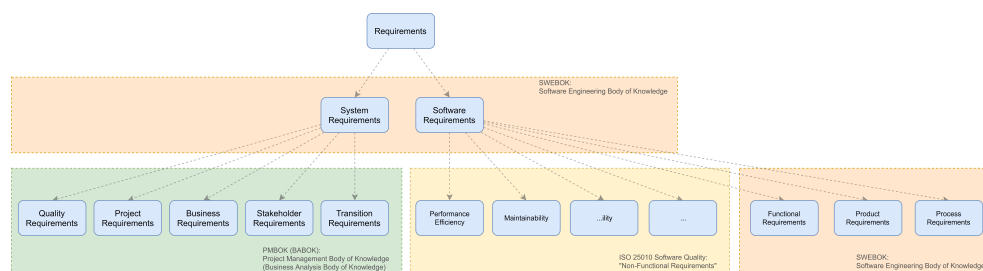 Requirements
SWEBOK:
Software Engineering Body of Knowledge
System
Requirements
Software
Requirements
Quality
Requirements
Project
Requirements
Business
Requirements
Stakeholder
Requirements
Transition
Requirements
Performance
Efficiency
Maintainability
...ility
...
Functional
Requirements
Product
Requirements
Process
Requirements
PMBOK (BABOK):
Project Management Body of Knowledge
(Business Analysis Body of Knowledge)
ISO 25010 Software Quality:
"Non-Functional Requirements"
SWEBOK:
Software Engineering Body of Knowledge